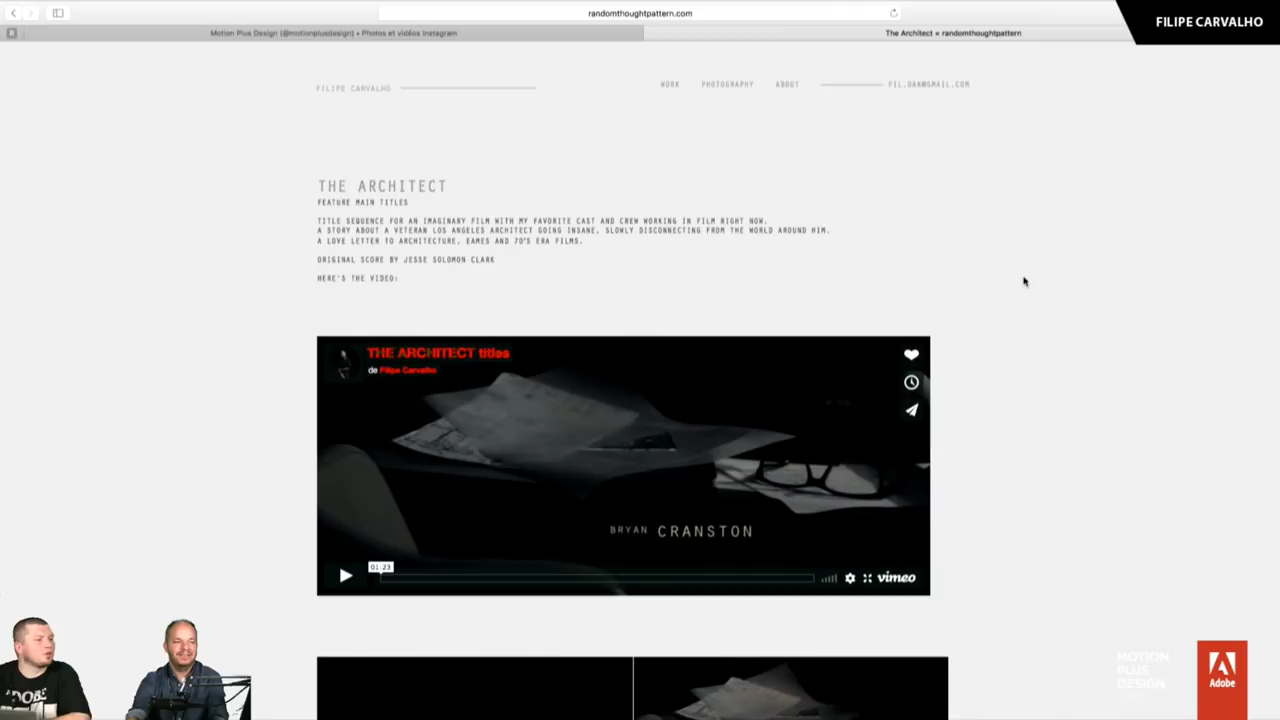 randomthoughtpattern.com
FILIPE CARVALHO
Motion Plus Design (@motionplusdesign) • Photos et vidéos Instagram
The Architect « randomthoughtpattern
FILIPE CARVALHO
WORK PHOTOGRAPHY ABOUT FIL.OAK@GMAIL.COM
THE ARCHITECT
FEATURE MAIN TITLES
TITLE SEQUENCE FOR AN IMAGINARY FILM WITH MY FAVORITE CAST AND CREW WORKING IN FILM RIGHT NOW.
A STORY ABOUT A VETERAN LOS ANGELES ARCHITECT GOING INSANE, SLOWLY DISCONNECTING FROM THE WORLD AROUND HIM.
A LOVE LETTER TO ARCHITECTURE, EAMES AND 70'S ERA FILMS.
ORIGINAL SCORE BY JESSE SOLOMON CLARK
HERE'S THE VIDEO:
THE ARCHITECT titles
de Filipe Carvalho
BRYAN CRANSTON
01:23
vimeo
MOTION
PLUS
DESIGN
Adobe